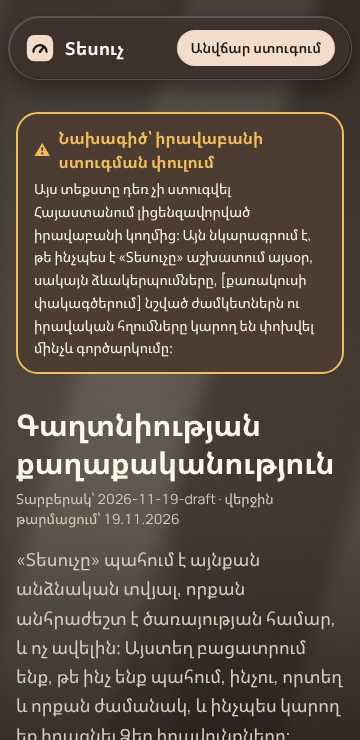 Տեսուչ
Անվճար ստուգում
Նախագիծ՝ իրավաբանի
ստուգման փուլում
Այս տեքստը դեռ չի ստուգվել
Հայաստանում լիցենզավորված
իրավաբանի կողմից։ Այն նկարագրում է,
թե ինչպես է «Տեսուչը» աշխատում այսօր,
սակայն ձևակերպումները, [քառակուսի
փակագծերում] նշված ժամկետներն ու
իրավական հղումները կարող են փոխվել
մինչև գործարկումը։
Գաղտնիության
քաղաքականություն
Տարբերակ՝ 2026-11-19-draft · վերջին
թարմացում՝ 19.11.2026
«Տեսուչը» պահում է այնքան
անձնական տվյալ, որքան
անհրաժեշտ է ծառայության համար,
և ոչ ավելին։ Այստեղ բացատրում
ենք, թե ինչ ենք պահում, ինչու, որտեղ
և որքան ժամանակ, և ինչպես կարող
եք իրացնել Ձեր իրավունքները։